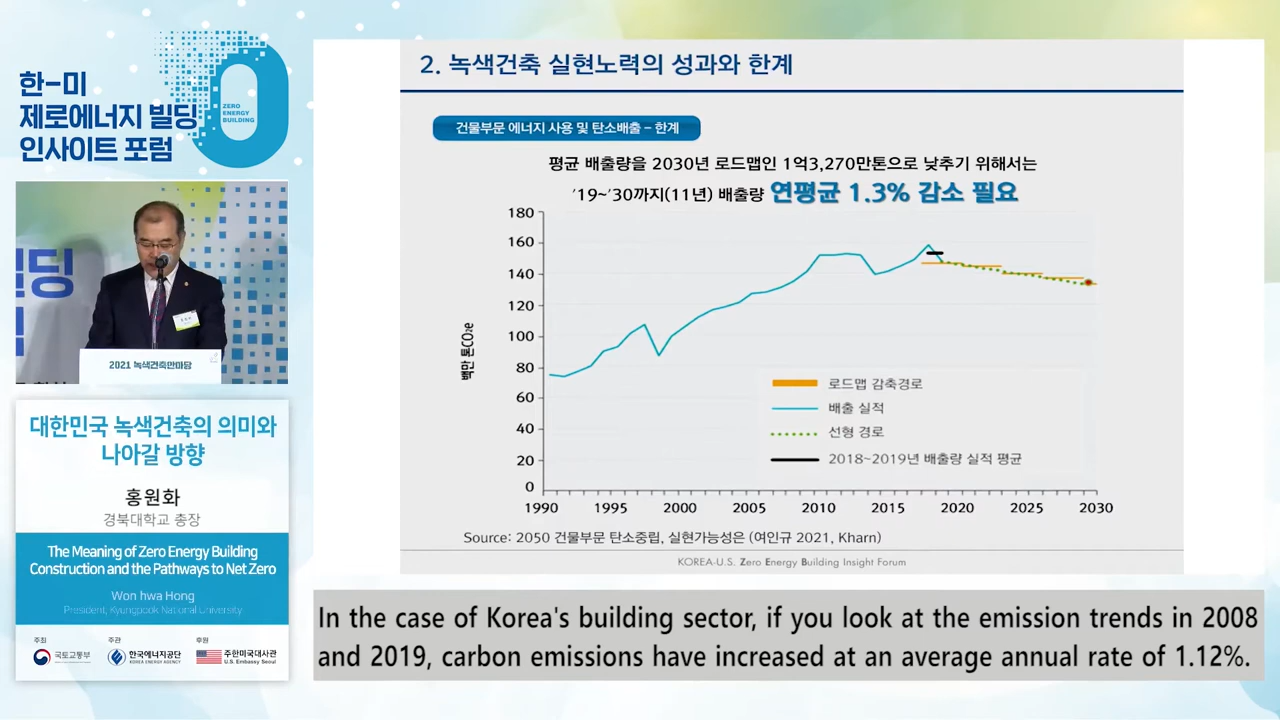 한-미
제로에너지 빌딩
인사이트 포럼
ZERO
ENERGY
BUILDING
딩
2021 녹색건축한마당
대한민국 녹색건축의 의미와
나아갈 방향
홍원화
경북대학교 총장
The Meaning of Zero Energy Building
Construction and the Pathways to Net Zero
Won hwa Hong
President, Kyungpook National University
주최
주관
후원
국토교통부
한국에너지공단
KOREA ENERGY AGENCY
주한미국대사관
U.S. Embassy Seoul
2. 녹색건축 실현노력의 성과와 한계
건물부문 에너지 사용 및 탄소배출 – 한계
평균 배출량을 2030년 로드맵인 1억3,270만톤으로 낮추기 위해서는
’19~’30까지(11년) 배출량 연평균 1.3% 감소 필요
백만 톤CO₂e
180
160
140
120
100
80
60
40
20
0
1990 1995 2000 2005 2010 2015 2020 2025 2030
로드맵 감축경로
배출 실적
선형 경로
2018~2019년 배출량 실적 평균
Source: 2050 건물부문 탄소중립, 실현가능성은 (여인규 2021, Kharn)
KOREA-U.S. Zero Energy Building Insight Forum
In the case of Korea's building sector, if you look at the emission trends in 2008
and 2019, carbon emissions have increased at an average annual rate of 1.12%.